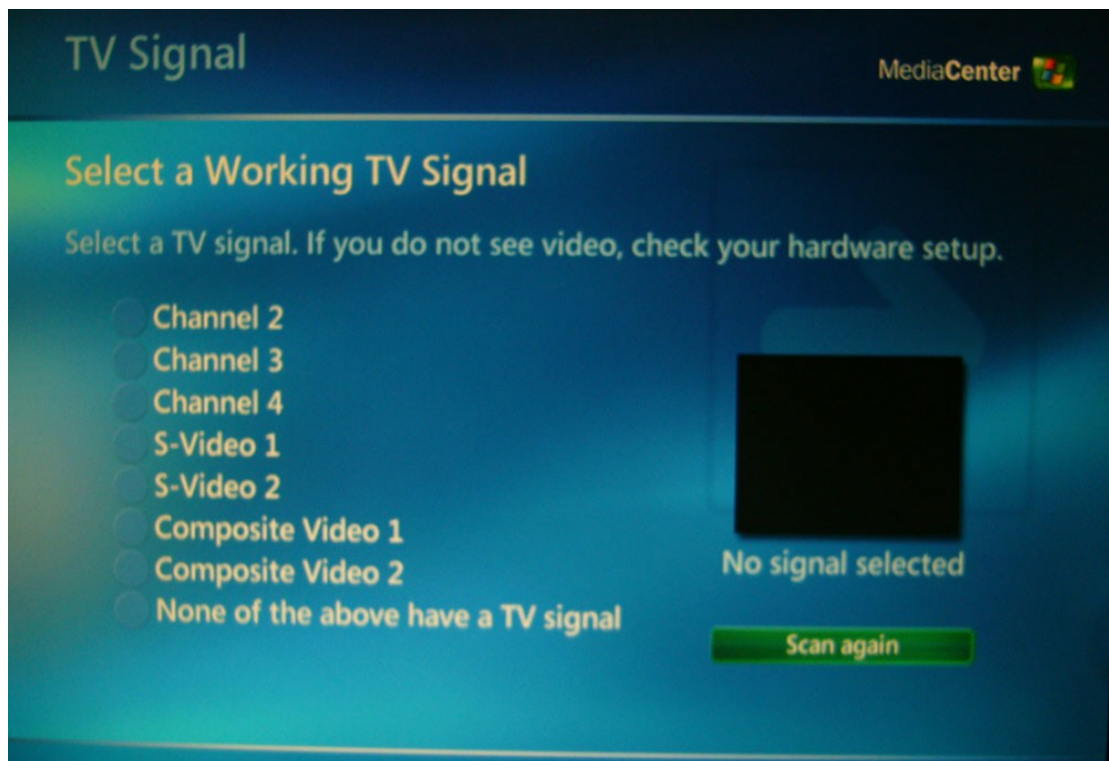 TV Signal
MediaCenter
Select a Working TV Signal
Select a TV signal. If you do not see video, check your hardware setup.
Channel 2
Channel 3
Channel 4
S-Video 1
S-Video 2
Composite Video 1
Composite Video 2
None of the above have a TV signal
No signal selected
Scan again